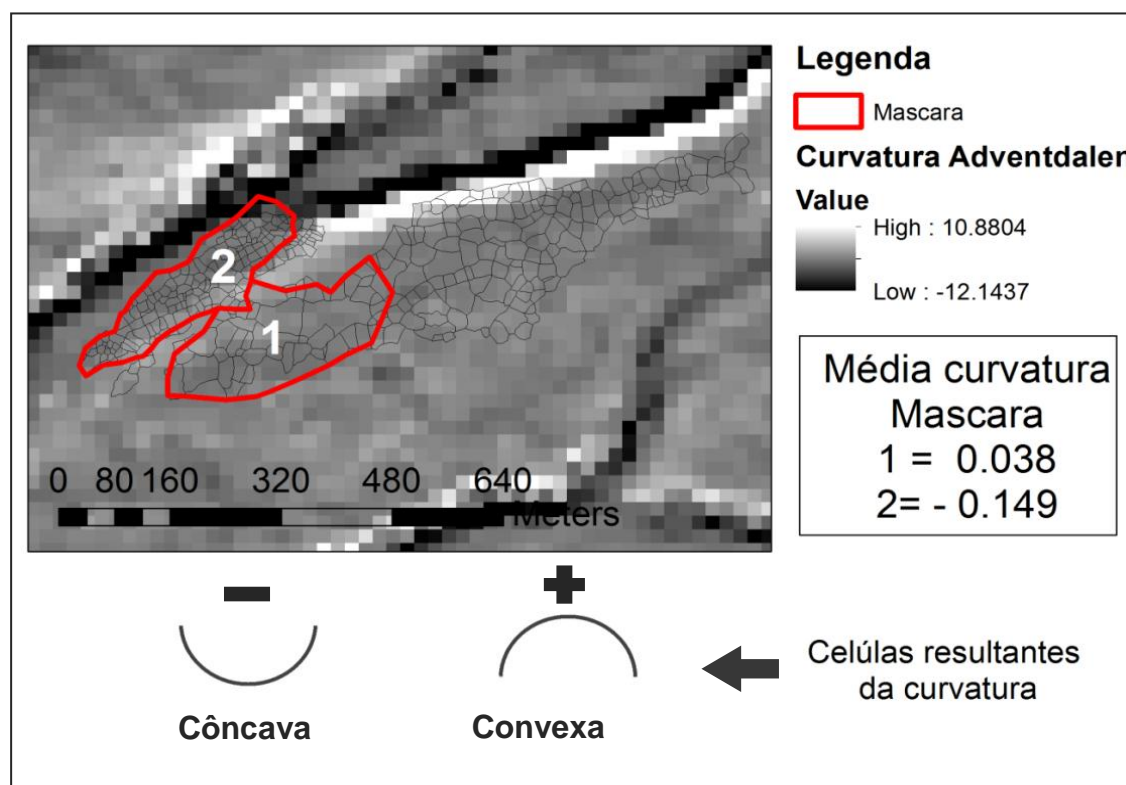 Legenda
Mascara
Curvatura Adventdalen
Value
High : 10.8804
Low : -12.1437
2
1
0 80 160 320 480 640
Meters
Média curvatura
Mascara
1 = 0.038
2= - 0.149
- +
Côncava Convexa
Celúlas resultantes
da curvatura